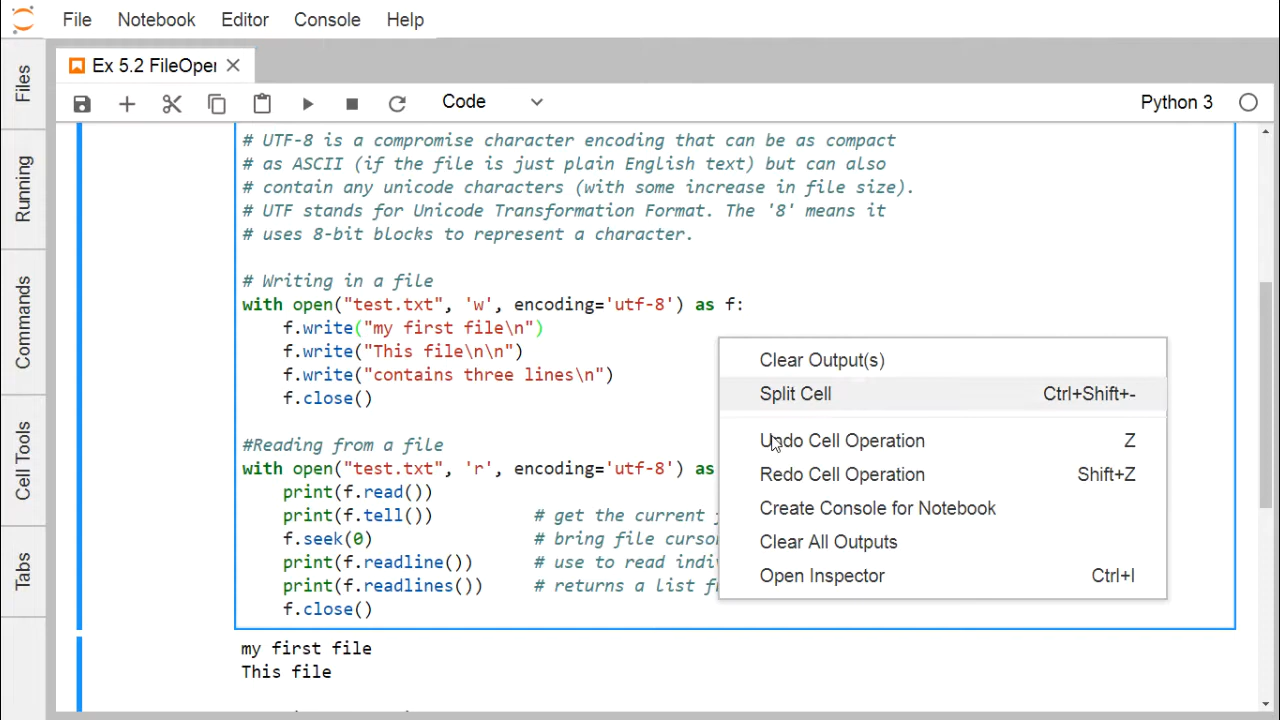 File Notebook Editor Console Help
Files
Running
Commands
Cell Tools
Tabs
Ex 5.2 FileOper
Code
Python 3
# UTF-8 is a compromise character encoding that can be as compact
# as ASCII (if the file is just plain English text) but can also
# contain any unicode characters (with some increase in file size).
# UTF stands for Unicode Transformation Format. The '8' means it
# uses 8-bit blocks to represent a character.
# Writing in a file
with open("test.txt", 'w', encoding='utf-8') as f:
f.write("my first file\n")
f.write("This file\n\n")
f.write("contains three lines\n")
f.close()
#Reading from a file
with open("test.txt", 'r', encoding='utf-8') as
print(f.read())
print(f.tell()) # get the current
f.seek(0) # bring file curso
print(f.readline()) # use to read indi
print(f.readlines()) # returns a list
f.close()
Clear Output(s)
Split Cell Ctrl+Shift+-
Undo Cell Operation Z
Redo Cell Operation Shift+Z
Create Console for Notebook
Clear All Outputs
Open Inspector Ctrl+I
my first file
This file